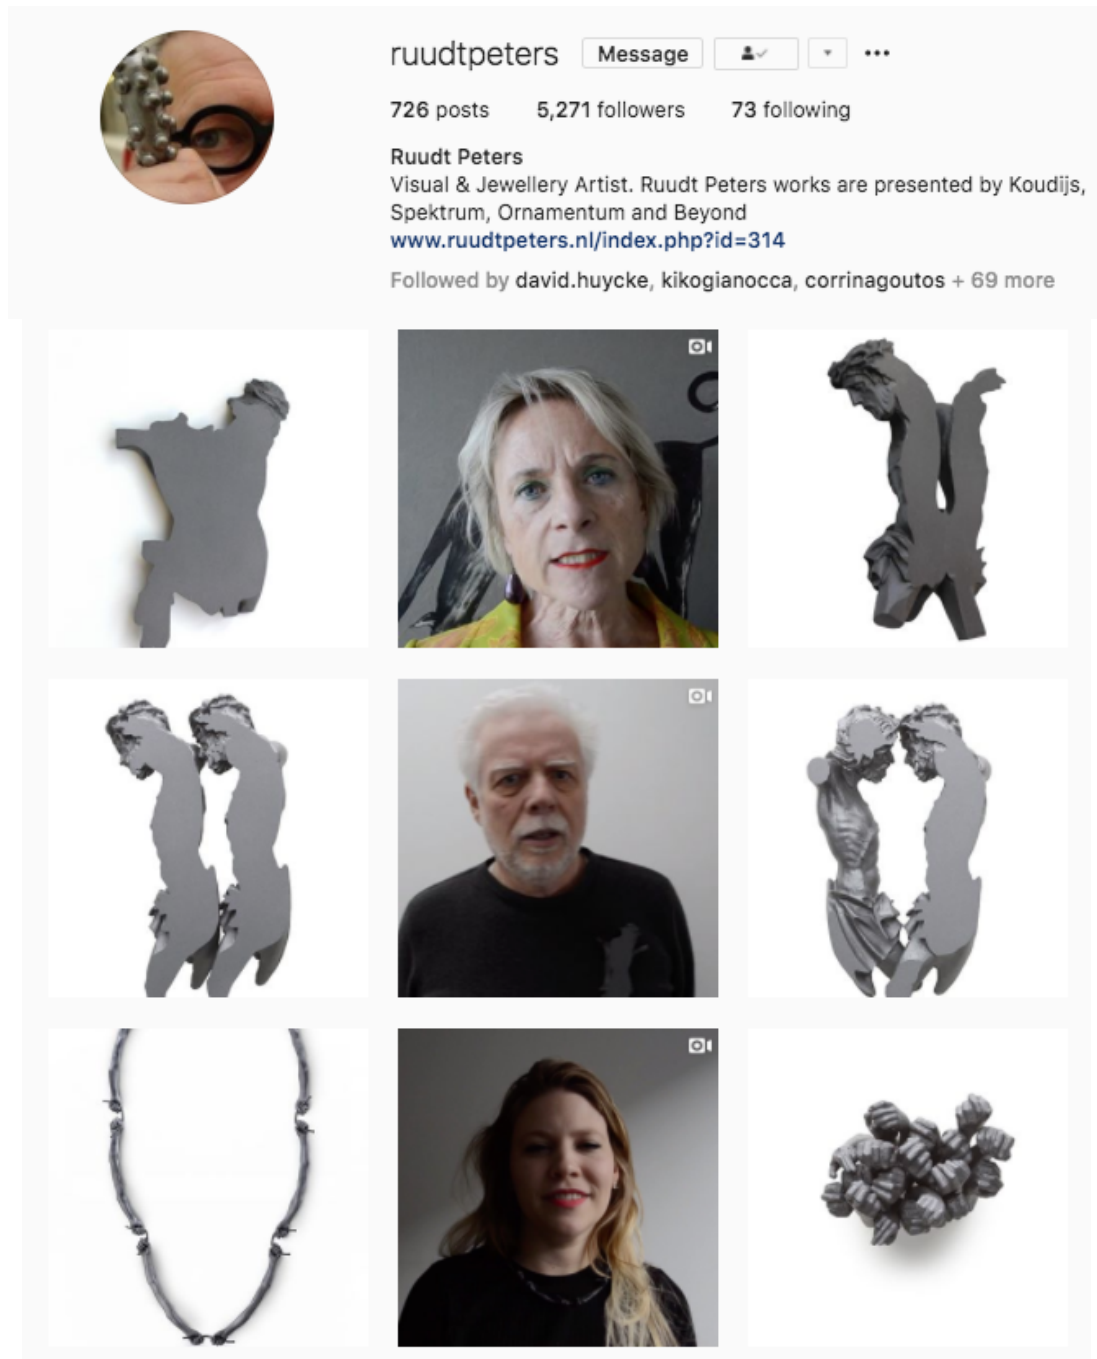 ruudtpeters Message
726 posts 5,271 followers 73 following
Ruudt Peters
Visual & Jewellery Artist. Ruudt Peters works are presented by Koudijs,
Spektrum, Ornamentum and Beyond
www.ruudtpeters.nl/index.php?id=314
Followed by david.huycke, kikogianocca, corrinagoutos + 69 more